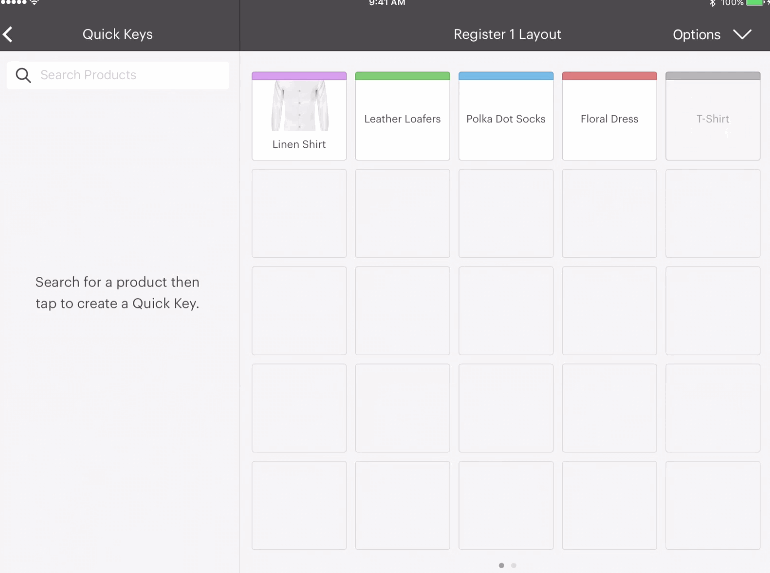 9:41 AM
100%
Quick Keys
Register 1 Layout
Options
Search Products
Linen Shirt
Leather Loafers
Polka Dot Socks
Floral Dress
T-Shirt
Search for a product then
tap to create a Quick Key.